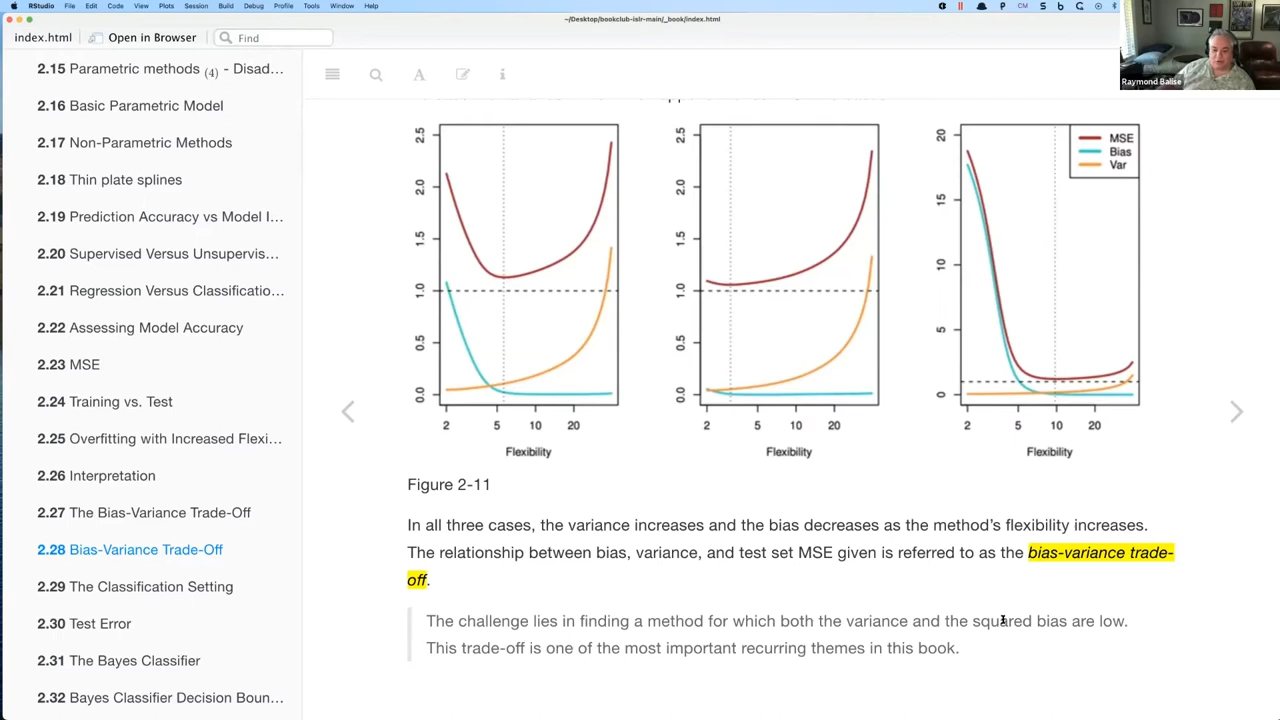 RStudio File Edit Code View Plots Session Build Debug Profile Tools Window Help
~/Desktop/bookclub-islr-main/_book/index.html
index.html Open in Browser Find
Raymond Balise
2.15 Parametric methods (4) - Disad…
2.16 Basic Parametric Model
2.17 Non-Parametric Methods
2.18 Thin plate splines
2.19 Prediction Accuracy vs Model I…
2.20 Supervised Versus Unsupervis…
2.21 Regression Versus Classificatio…
2.22 Assessing Model Accuracy
2.23 MSE
2.24 Training vs. Test
2.25 Overfitting with Increased Flexi…
2.26 Interpretation
2.27 The Bias-Variance Trade-Off
2.28 Bias-Variance Trade-Off
2.29 The Classification Setting
2.30 Test Error
2.31 The Bayes Classifier
2.32 Bayes Classifier Decision Boun…
2.5
2.0
1.5
1.0
0.5
0.0
2 5 10 20
Flexibility
2.5
2.0
1.5
1.0
0.5
0.0
2 5 10 20
Flexibility
20
15
10
5
0
2 5 10 20
Flexibility
MSE
Bias
Var
Figure 2-11
In all three cases, the variance increases and the bias decreases as the method's flexibility increases.
The relationship between bias, variance, and test set MSE given is referred to as the bias-variance trade-
off.
The challenge lies in finding a method for which both the variance and the squared bias are low.
This trade-off is one of the most important recurring themes in this book.